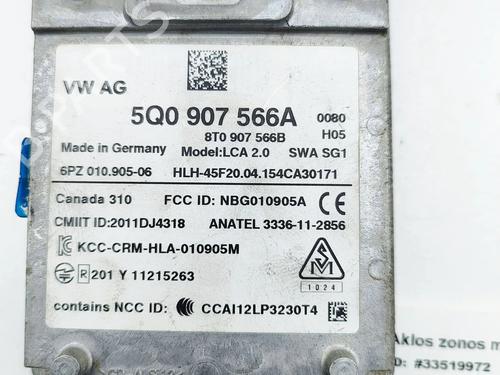 VW AG
5Q0 907 566A 0080
8T0 907 566B H05
Made in Germany Model:LCA 2.0 SWA SG1
6PZ 010.905-06 HLH-45F20.04.154CA30171
Canada 310 FCC ID: NBG010905A CE
CMIIT ID:2011DJ4318 ANATEL 3336-11-2856
KCC-CRM-HLA-010905M
R 201 Y 11215263
SVM
1024
contains NCC ID: CCAI12LP3230T4
Aklos zonos m
ID: #33519972